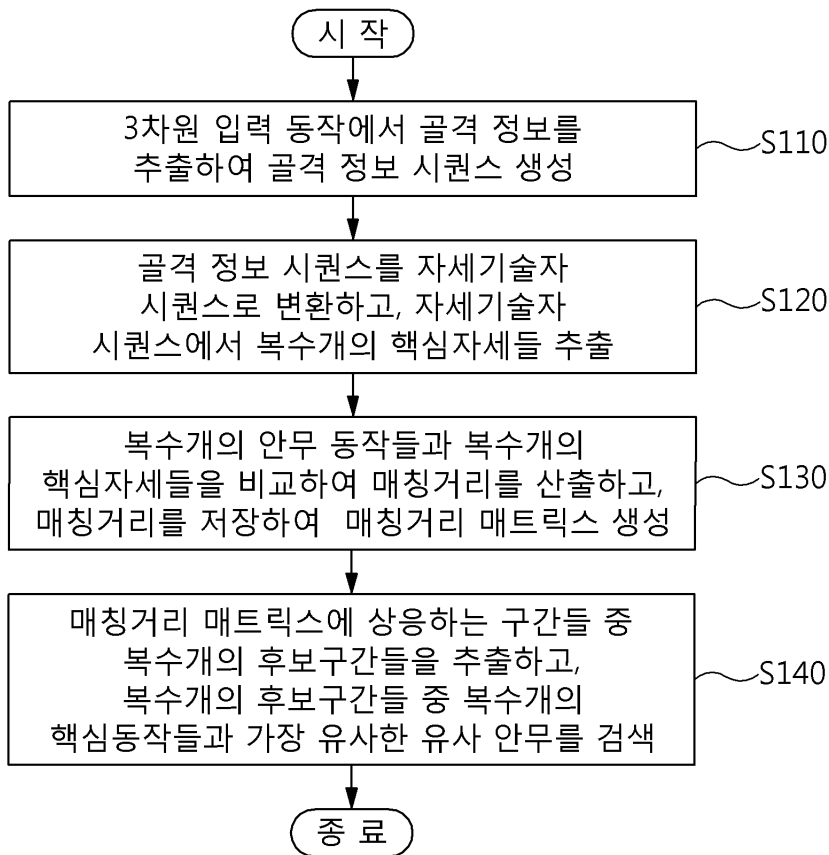 시 작
3차원 입력 동작에서 골격 정보를
추출하여 골격 정보 시퀀스 생성
S110
골격 정보 시퀀스를 자세기술자
시퀀스로 변환하고, 자세기술자
시퀀스에서 복수개의 핵심자세들 추출
S120
복수개의 안무 동작들과 복수개의
핵심자세들을 비교하여 매칭거리를 산출하고,
매칭거리를 저장하여 매칭거리 매트릭스 생성
S130
매칭거리 매트릭스에 상응하는 구간들 중
복수개의 후보구간들을 추출하고,
복수개의 후보구간들 중 복수개의
핵심동작들과 가장 유사한 유사 안무를 검색
S140
종 료